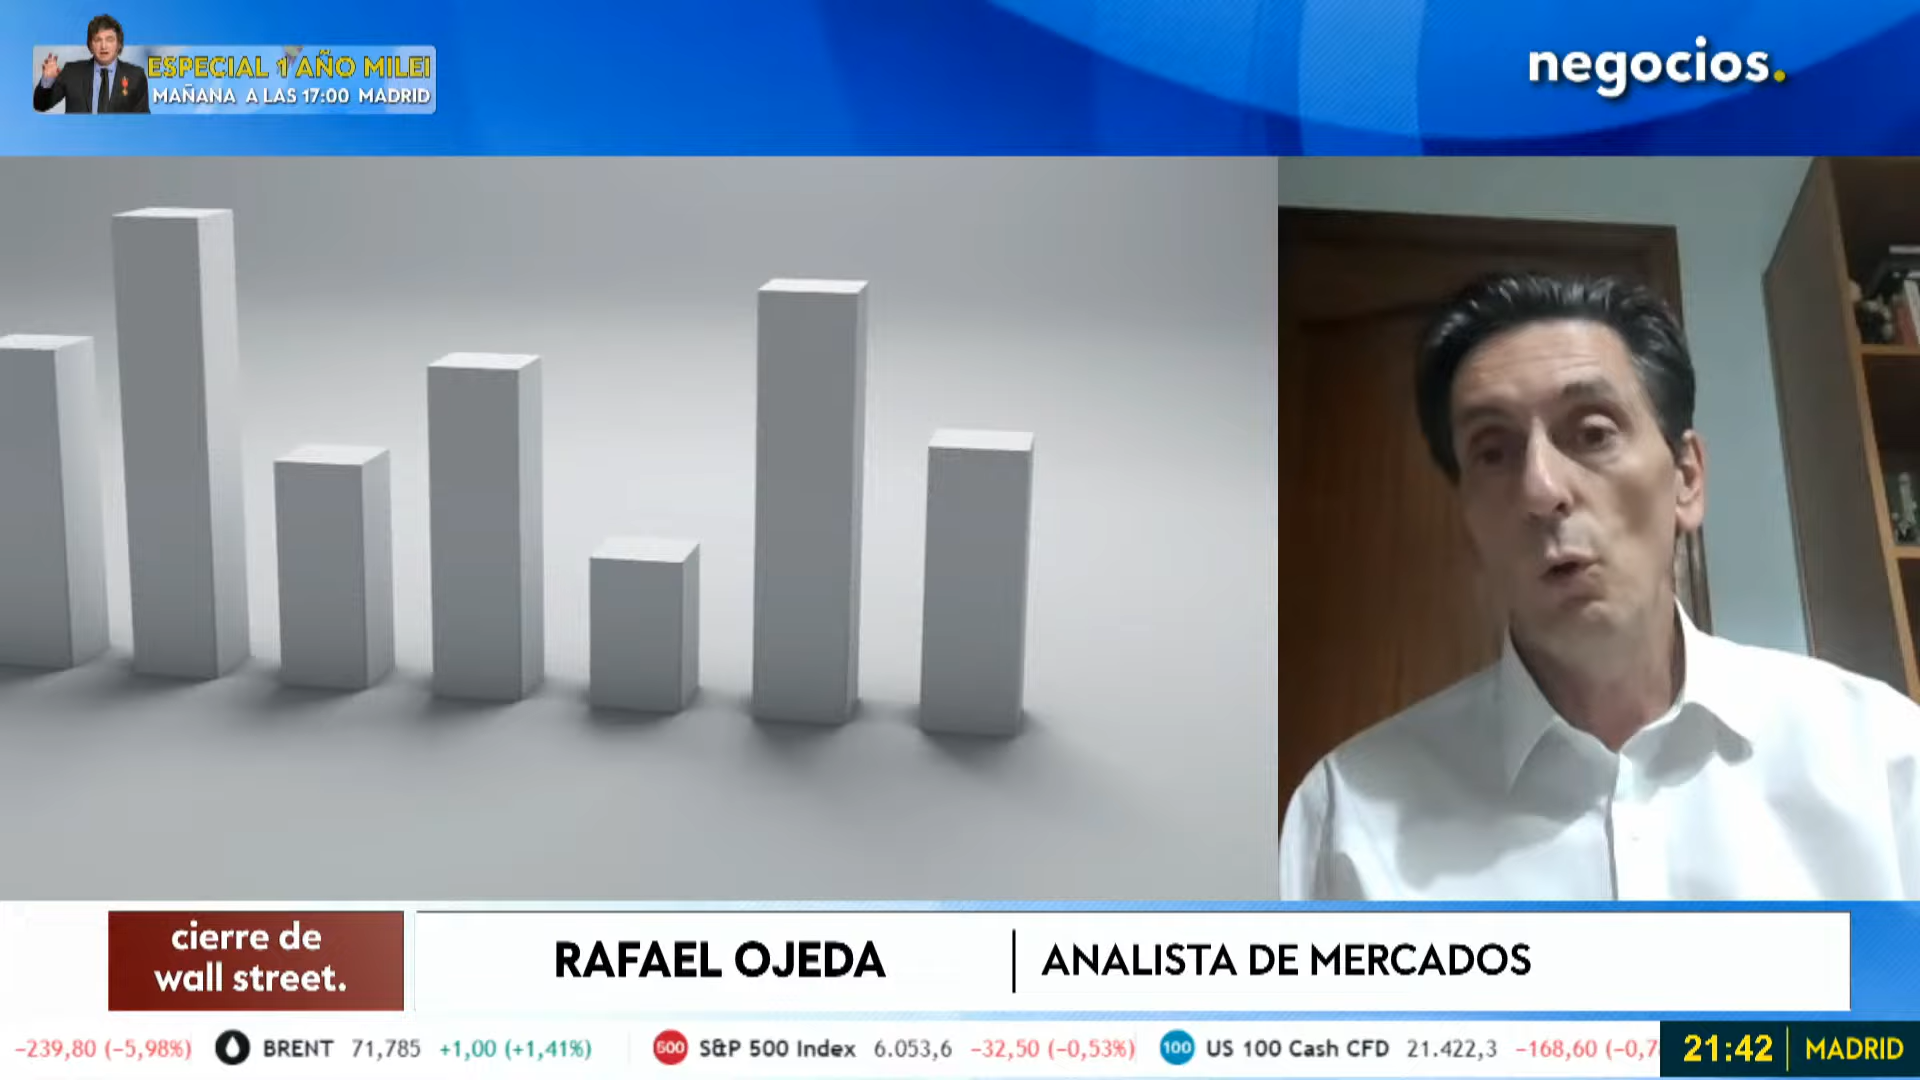 ESPECIAL 1 AÑO MILEI
MAÑANA A LAS 17:00 MADRID
negocios.
cierre de
wall street.
RAFAEL OJEDA
ANALISTA DE MERCADOS
-239,80 (-5,98%) BRENT 71,785 +1,00 (+1,41%) 500 S&P 500 Index 6.053,6 -32,50 (-0,53%) 100 US 100 Cash CFD 21.422,3 -168,60 (-0,7
21:42 MADRID